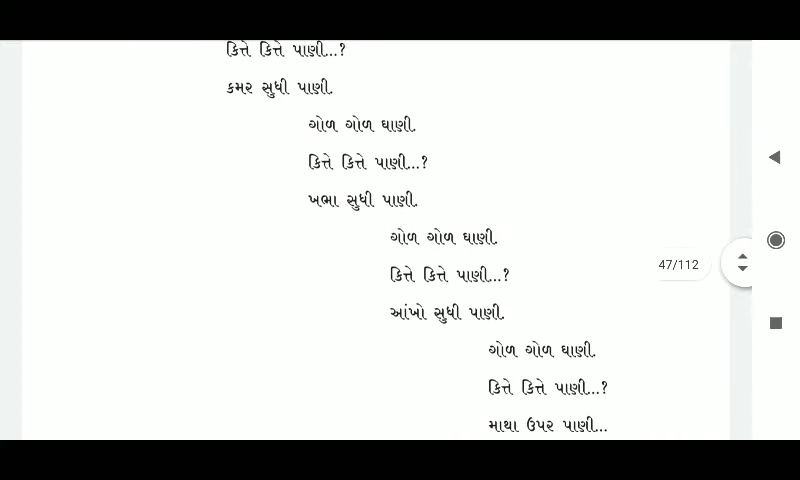 કિત્તે કિત્તે પાણી...?
કમર સુધી પાણી.
ગોળ ગોળ ઘાણી.
કિત્તે કિત્તે પાણી...?
ખભા સુધી પાણી.
ગોળ ગોળ ઘાણી.
કિત્તે કિત્તે પાણી...?
આંખો સુધી પાણી.
ગોળ ગોળ ઘાણી.
કિત્તે કિત્તે પાણી...?
માથા ઉપર પાણી...
47/112